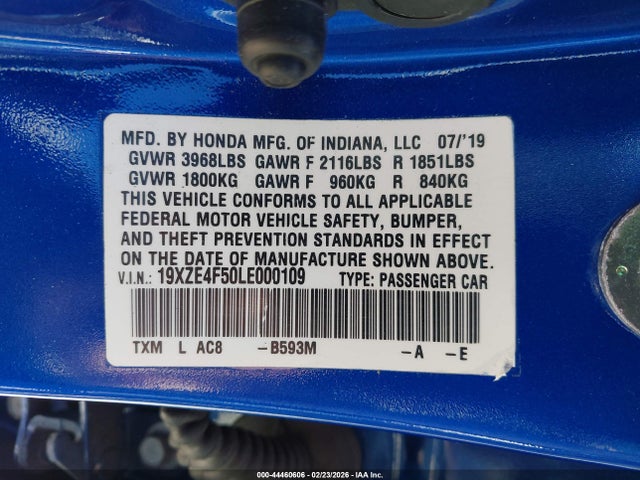 MFD. BY HONDA MFG. OF INDIANA, LLC 07/'19
GVWR 3968LBS GAWR F 2116LBS R 1851LBS
GVWR 1800KG GAWR F 960KG R 840KG
THIS VEHICLE CONFORMS TO ALL APPLICABLE
FEDERAL MOTOR VEHICLE SAFETY, BUMPER,
AND THEFT PREVENTION STANDARDS IN EFFECT
ON THE DATE OF MANUFACTURE SHOWN ABOVE.
V.I.N.: 19XZE4F50LE000109 TYPE: PASSENGER CAR
TXM L AC8 -B593M -A -E
000-44460606 - 02/23/2026 - IAA Inc.